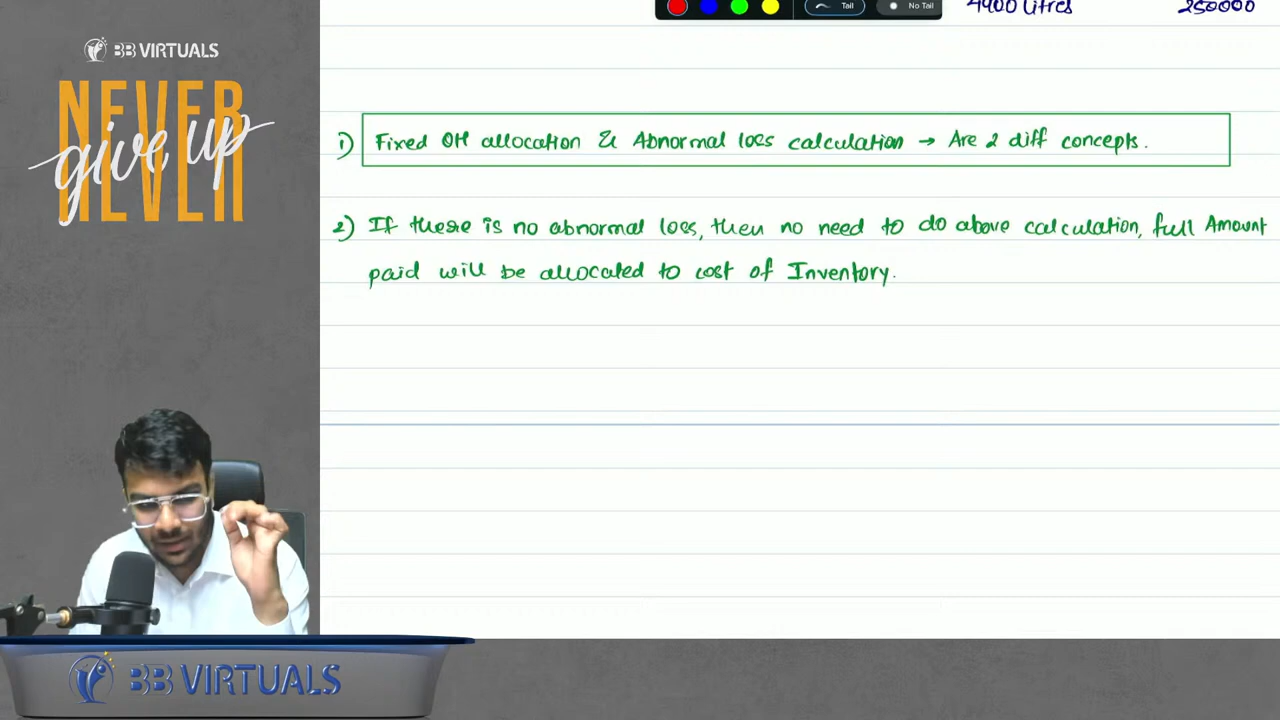 BB VIRTUALS
NEVER
give up
NEVER
Tail
No Tail
4900 litres
250000
1) Fixed OH allocation & Abnormal loss calculation → Are 2 diff concepts.
2) If there is no abnormal loss, then no need to do above calculation, full Amount
paid will be allocated to cost of Inventory.
BB VIRTUALS